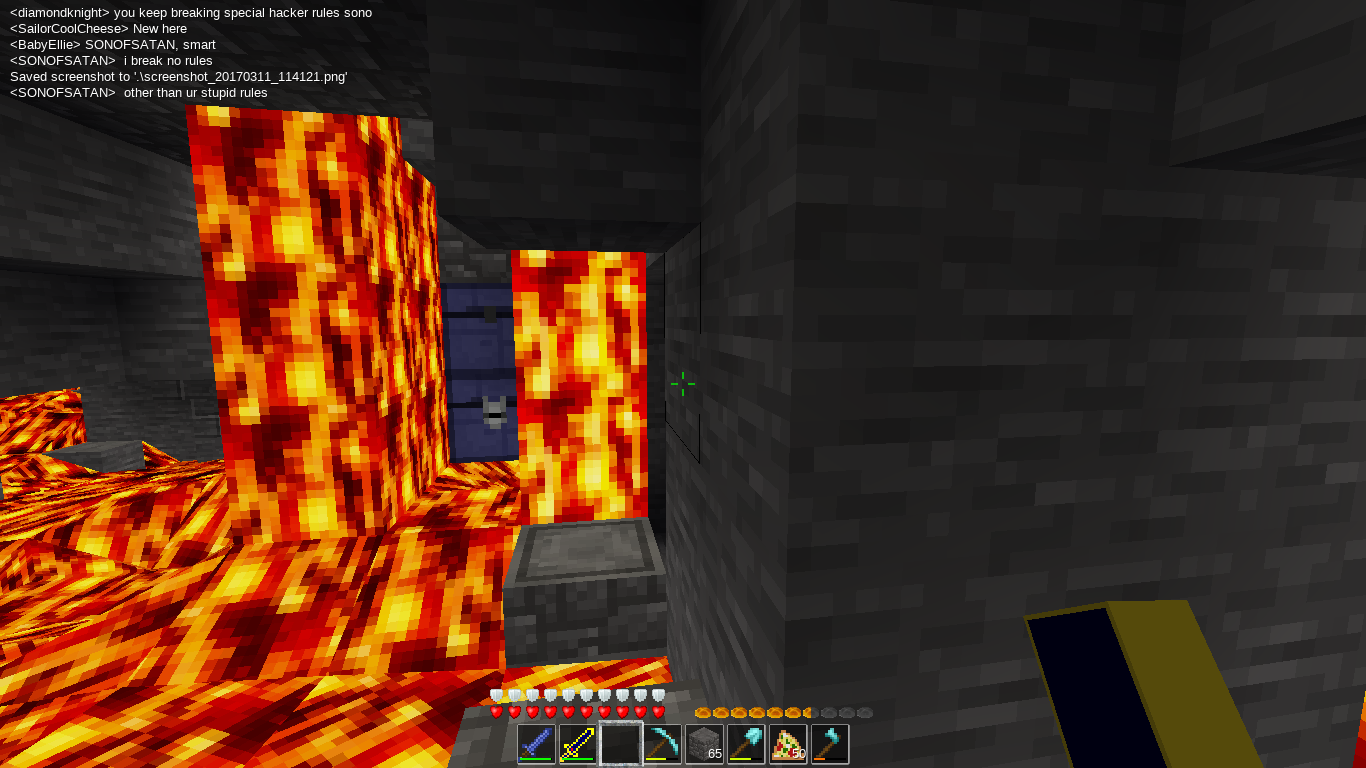 <diamondknight> you keep breaking special hacker rules sono
<SailorCoolCheese> New here
<BabyEllie> SONOFSATAN, smart
<SONOFSATAN>  i break no rules
Saved screenshot to '.\screenshot_20170311_114121.png'
<SONOFSATAN>  other than ur stupid rules
65 50